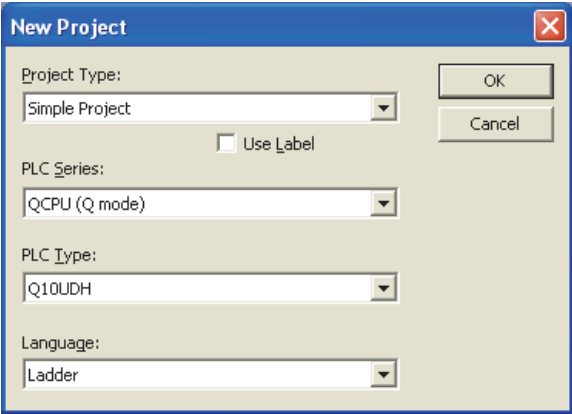 New Project
Project Type:
OK
Simple Project
Cancel
Use Label
PLC Series:
QCPU (Q mode)
PLC Type:
Q10UDH
Language:
Ladder